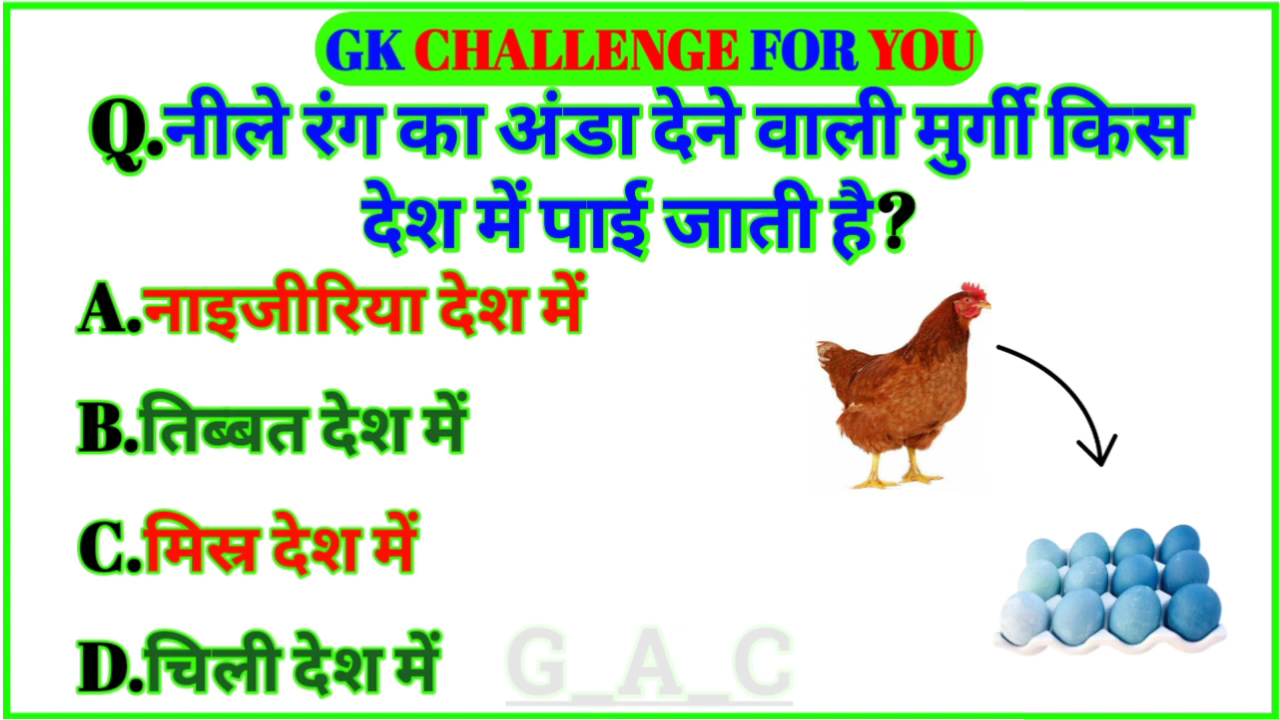 GK CHALLENGE FOR YOU
Q.नीले रंग का अंडा देने वाली मुर्गी किस
देश में पाई जाती है?
A.नाइजीरिया देश में
B.तिब्बत देश में
C.मिस्र देश में
D.चिली देश में
G_A_C